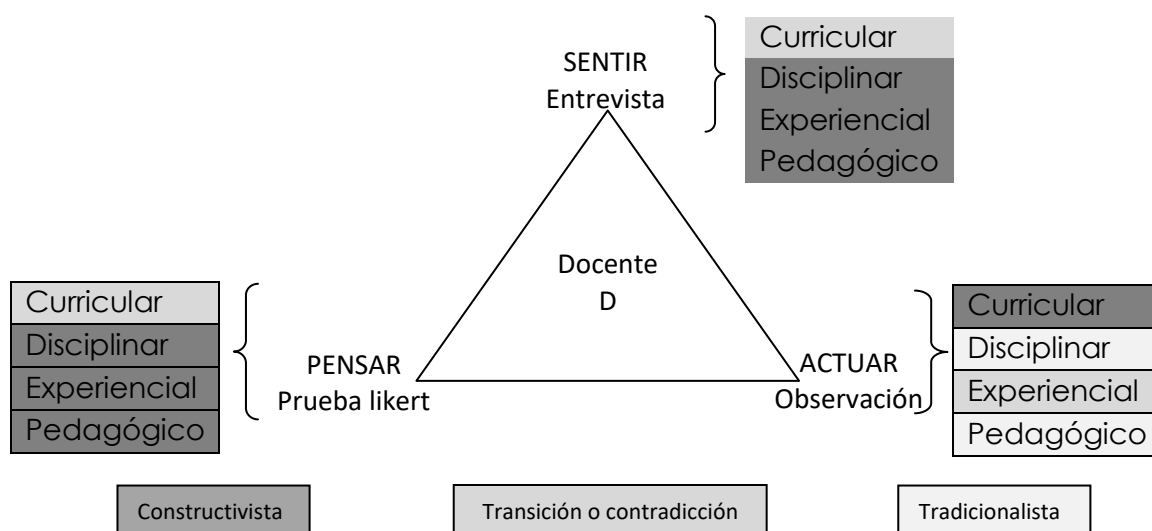 SENTIR
Entrevista
Curricular
Disciplinar
Experiencial
Pedagógico
Docente
D
Curricular
Disciplinar
Experiencial
Pedagógico
PENSAR
Prueba likert
ACTUAR
Observación
Curricular
Disciplinar
Experiencial
Pedagógico
Constructivista
Transición o contradicción
Tradicionalista